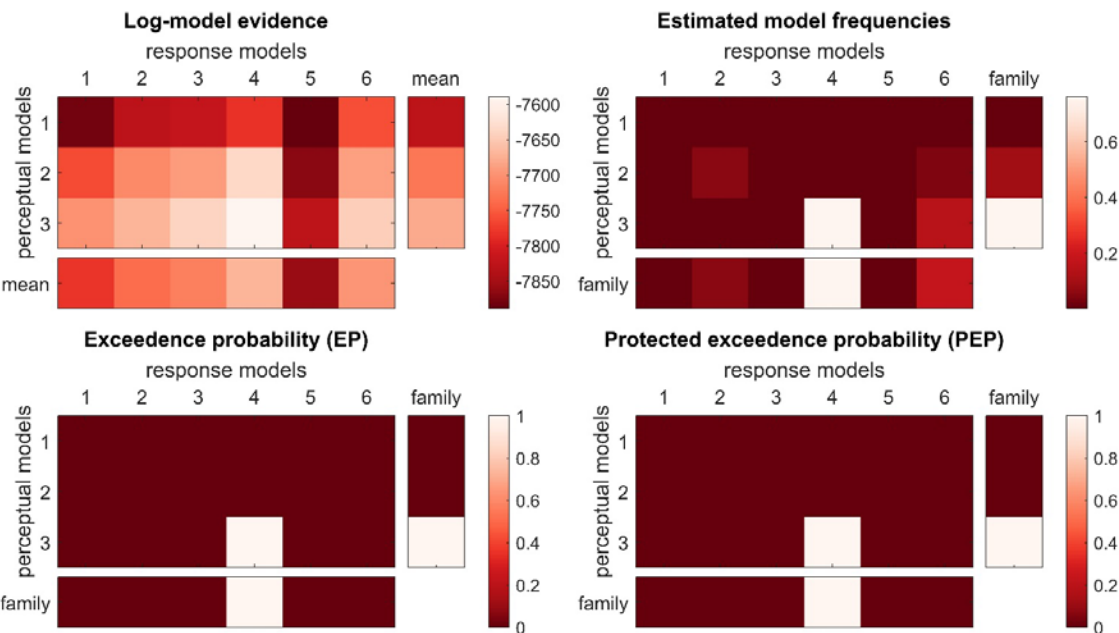 Log-model evidence
response models
1 2 3 4 5 6 mean
perceptual models
1
2
3
mean
-7600
-7650
-7700
-7750
-7800
-7850
Estimated model frequencies
response models
1 2 3 4 5 6 family
perceptual models
1
2
3
family
0.6
0.4
0.2
Exceedence probability (EP)
response models
1 2 3 4 5 6 family
perceptual models
1
2
3
family
1
0.8
0.6
0.4
0.2
0
Protected exceedence probability (PEP)
response models
1 2 3 4 5 6 family
perceptual models
1
2
3
family
1
0.8
0.6
0.4
0.2
0